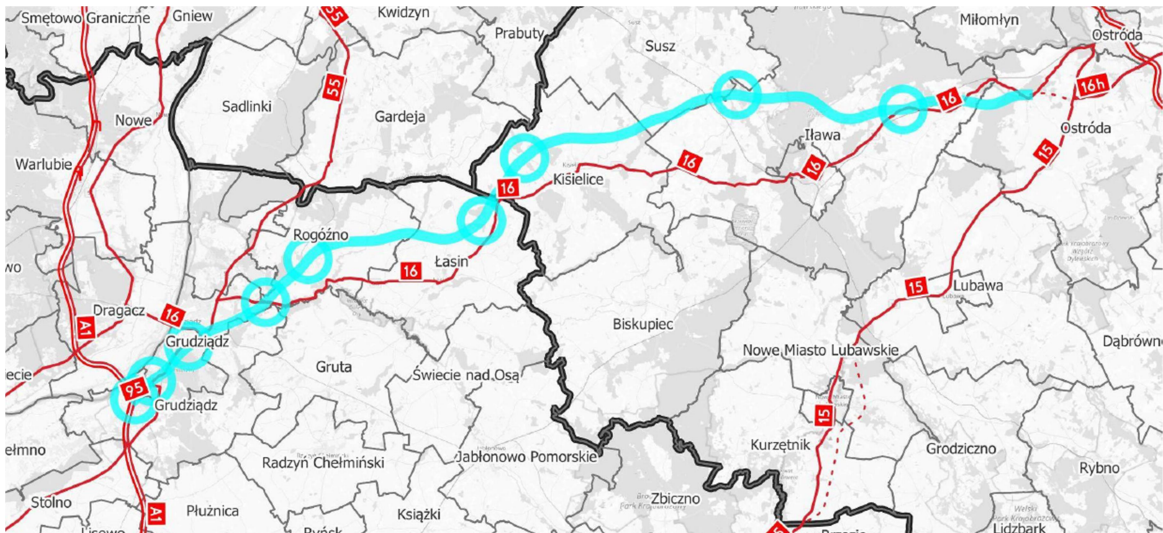 Smętowo Graniczne
Gniew
55
Kwidzyn
Prabuty
Susz
Miłomłyn
Ostróda
Sadlinki
55
Gardeja
16
16h
Nowe
Iława
Ostróda
Warlubie
16
15
16
16
Kisielice
Rogóźno
Łasin
16
15
Lubawa
Dragacz
16
A1
Grudziądz
Biskupiec
Nowe Miasto Lubawskie
Gruta
Świecie nad Osą
95
Grudziądz
15
Kurzętnik
Grodziczno
Radzyń Chełmiński
Jabłonowo Pomorskie
Rybno
Stolno
A1
Płużnica
Książki
Zbiczno
Lidzbark